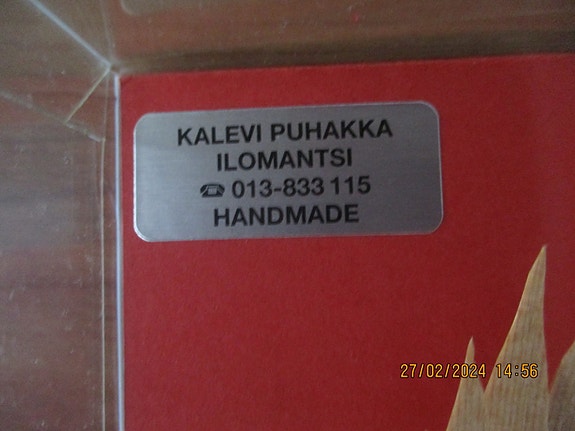 KALEVI PUHAKKA
ILOMANTSI
☎ 013-833 115
HANDMADE
27/02/2024 14:56